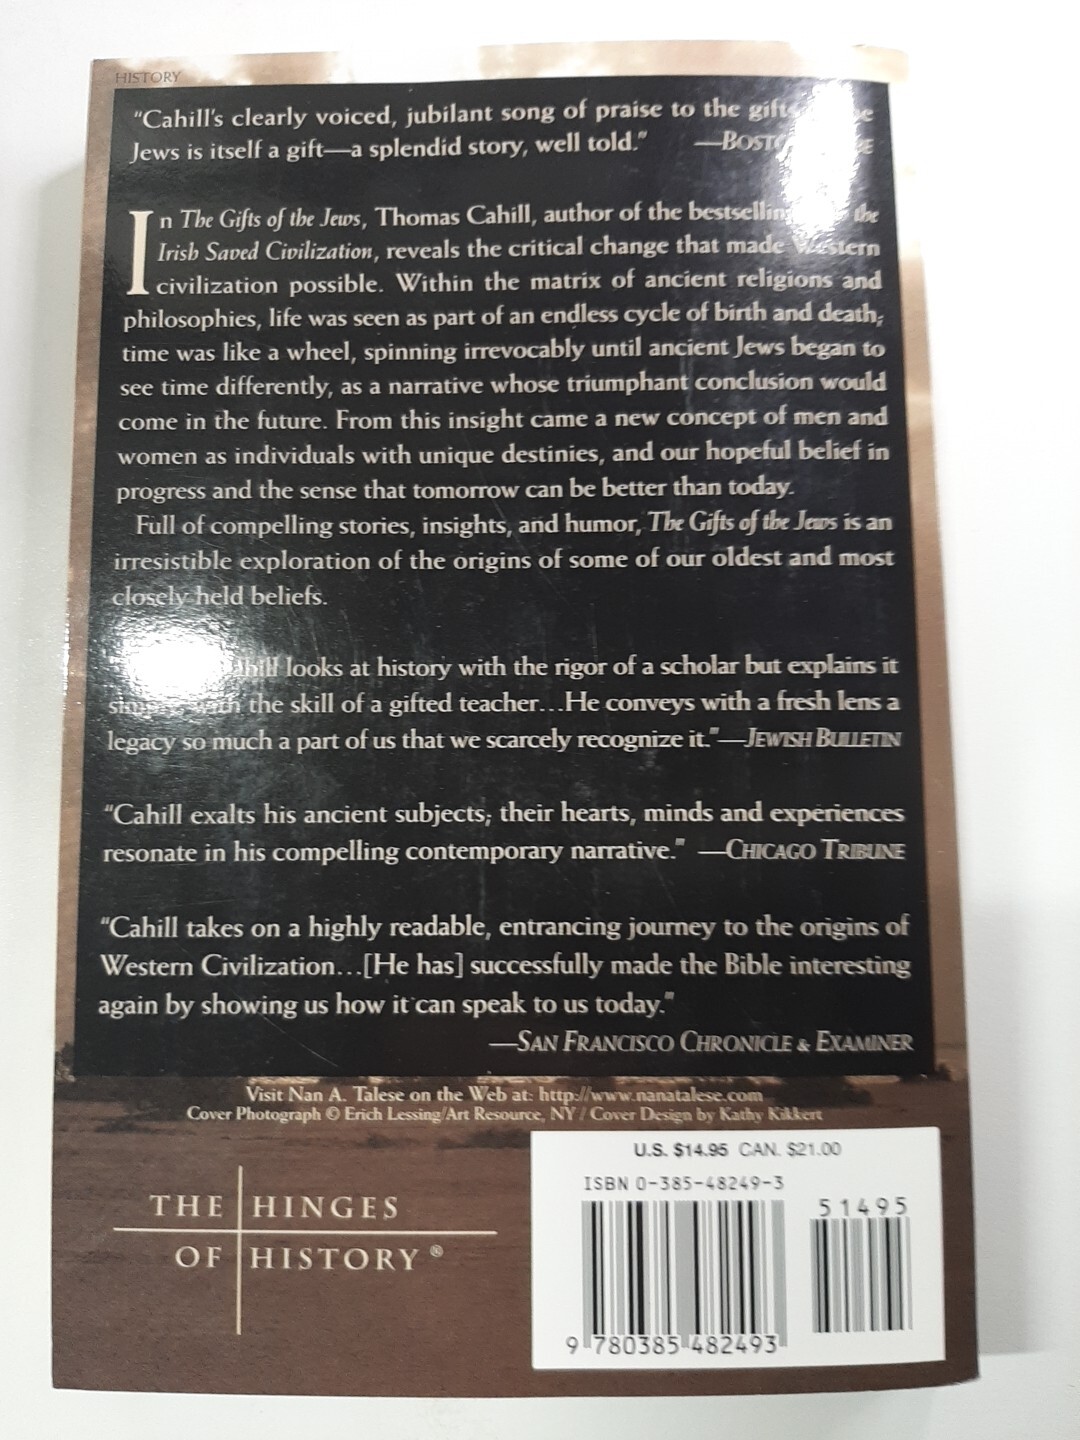 HISTORY
"Cahill's clearly voiced, jubilant song of praise to the gifts
Jews is itself a gift—a splendid story, well told." —
In The Gifts of the Jews, Thomas Cahill, author of the bestselling the
Irish Saved Civilization, reveals the critical change that made Western
civilization possible. Within the matrix of ancient religions and
philosophies, life was seen as part of an endless cycle of birth and death;
time was like a wheel, spinning irrevocably until ancient Jews began to
see time differently, as a narrative whose triumphant conclusion would
come in the future. From this insight came a new concept of men and
women as individuals with unique destinies, and our hopeful belief in
progress and the sense that tomorrow can be better than today.
Full of compelling stories, insights, and humor, The Gifts of the Jews is an
irresistible exploration of the origins of some of our oldest and most
closely held beliefs.
Cahill looks at history with the rigor of a scholar but explains it
with the skill of a gifted teacher...He conveys with a fresh lens a
legacy so much a part of us that we scarcely recognize it."—JEWISH BULLETIN
"Cahill exalts his ancient subjects; their hearts, minds and experiences
resonate in his compelling contemporary narrative." —CHICAGO TRIBUNE
"Cahill takes on a highly readable, entrancing journey to the origins of
Western Civilization...[He has] successfully made the Bible interesting
again by showing us how it can speak to us today."
—SAN FRANCISCO CHRONICLE & EXAMINER
Visit Nan A. Talese on the Web at: http://www.nanatalese.com
Cover Photograph © Erich Lessing/Art Resource, NY / Cover Design by Kathy Kikkert
THE HINGES
OF HISTORY®
U.S. $14.95 CAN. $21.00
ISBN 0-385-48249-3
51495
9 780385 482493